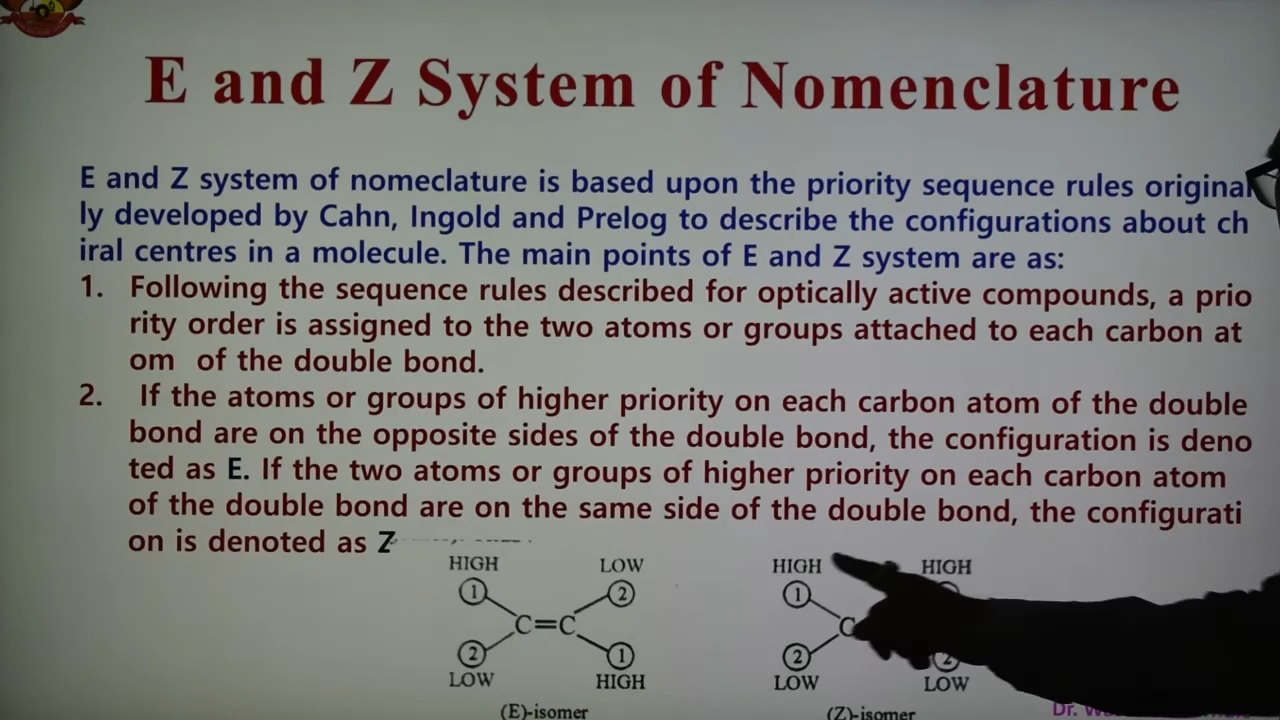 E and Z System of Nomenclature
E and Z system of nomeclature is based upon the priority sequence rules original
ly developed by Cahn, Ingold and Prelog to describe the configurations about ch
iral centres in a molecule. The main points of E and Z system are as:
1. Following the sequence rules described for optically active compounds, a prio
rity order is assigned to the two atoms or groups attached to each carbon at
om of the double bond.
2. If the atoms or groups of higher priority on each carbon atom of the double
bond are on the opposite sides of the double bond, the configuration is deno
ted as E. If the two atoms or groups of higher priority on each carbon atom
of the double bond are on the same side of the double bond, the configurati
on is denoted as Z
HIGH LOW HIGH HIGH
1 2 1
C=C C
2 1 2 2
LOW HIGH LOW LOW
(E)-isomer (Z)-isomer
Dr.